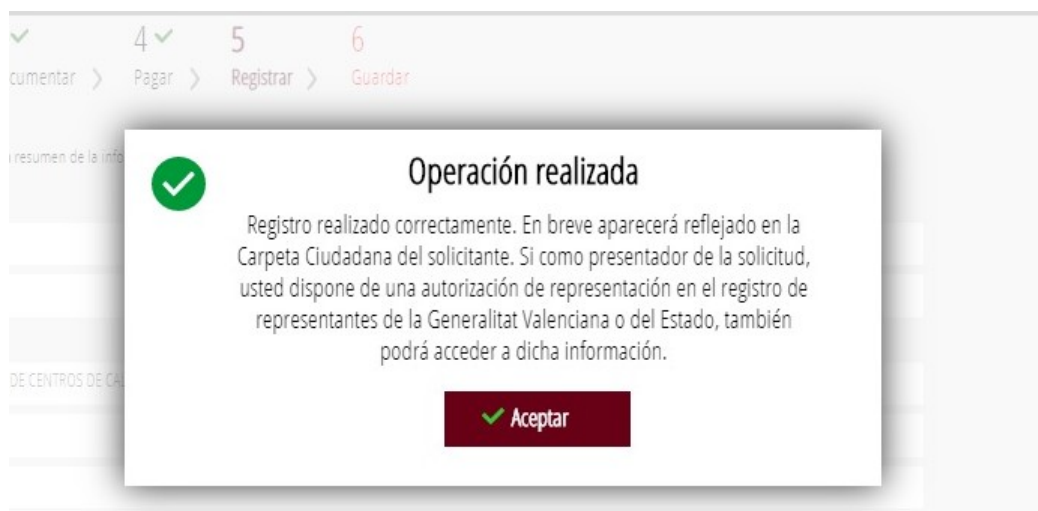 4 5 6
cumentar > Pagar > Registrar > Guardar
resumen de la info
Operación realizada
Registro realizado correctamente. En breve aparecerá reflejado en la
Carpeta Ciudadana del solicitante. Si como presentador de la solicitud,
usted dispone de una autorización de representación en el registro de
representantes de la Generalitat Valenciana o del Estado, también
podrá acceder a dicha información.
DE CENTROS DE CAL
Aceptar